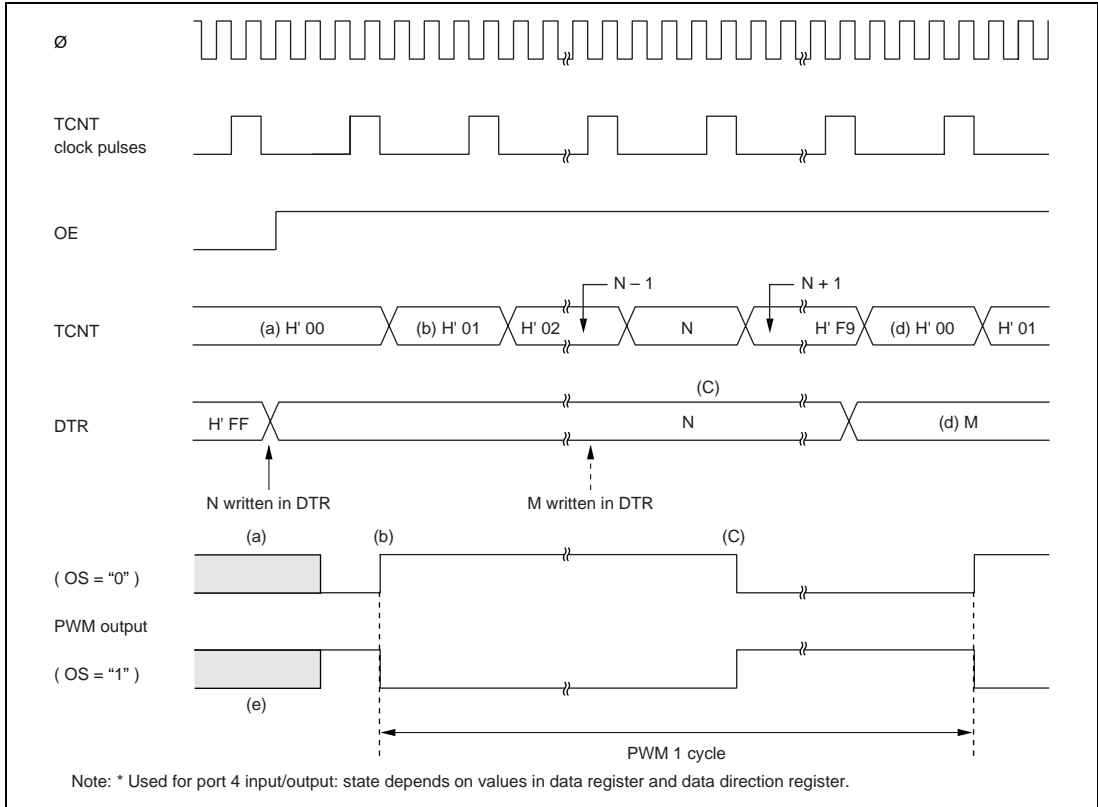 Ø
TCNT
clock pulses
OE
N – 1
N + 1
TCNT
(a) H' 00
(b) H' 01
H' 02
N
H' F9
(d) H' 00
H' 01
(C)
DTR
H' FF
N
(d) M
N written in DTR
M written in DTR
(a)
(b)
(C)
( OS = “0” )
PWM output
( OS = “1” )
(e)
PWM 1 cycle
Note: * Used for port 4 input/output: state depends on values in data register and data direction register.